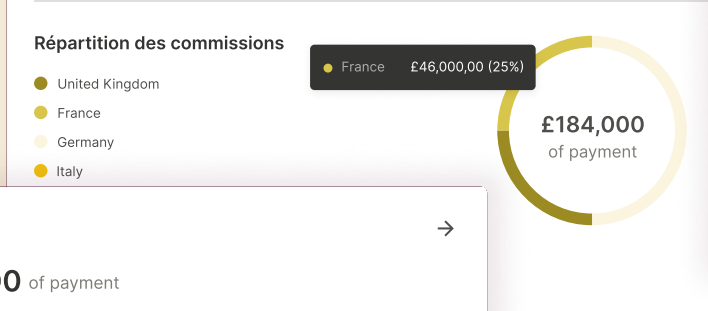 Répartition des commissions
France £46,000,00 (25%)
United Kingdom
France
Germany
Italy
£184,000
of payment
of payment